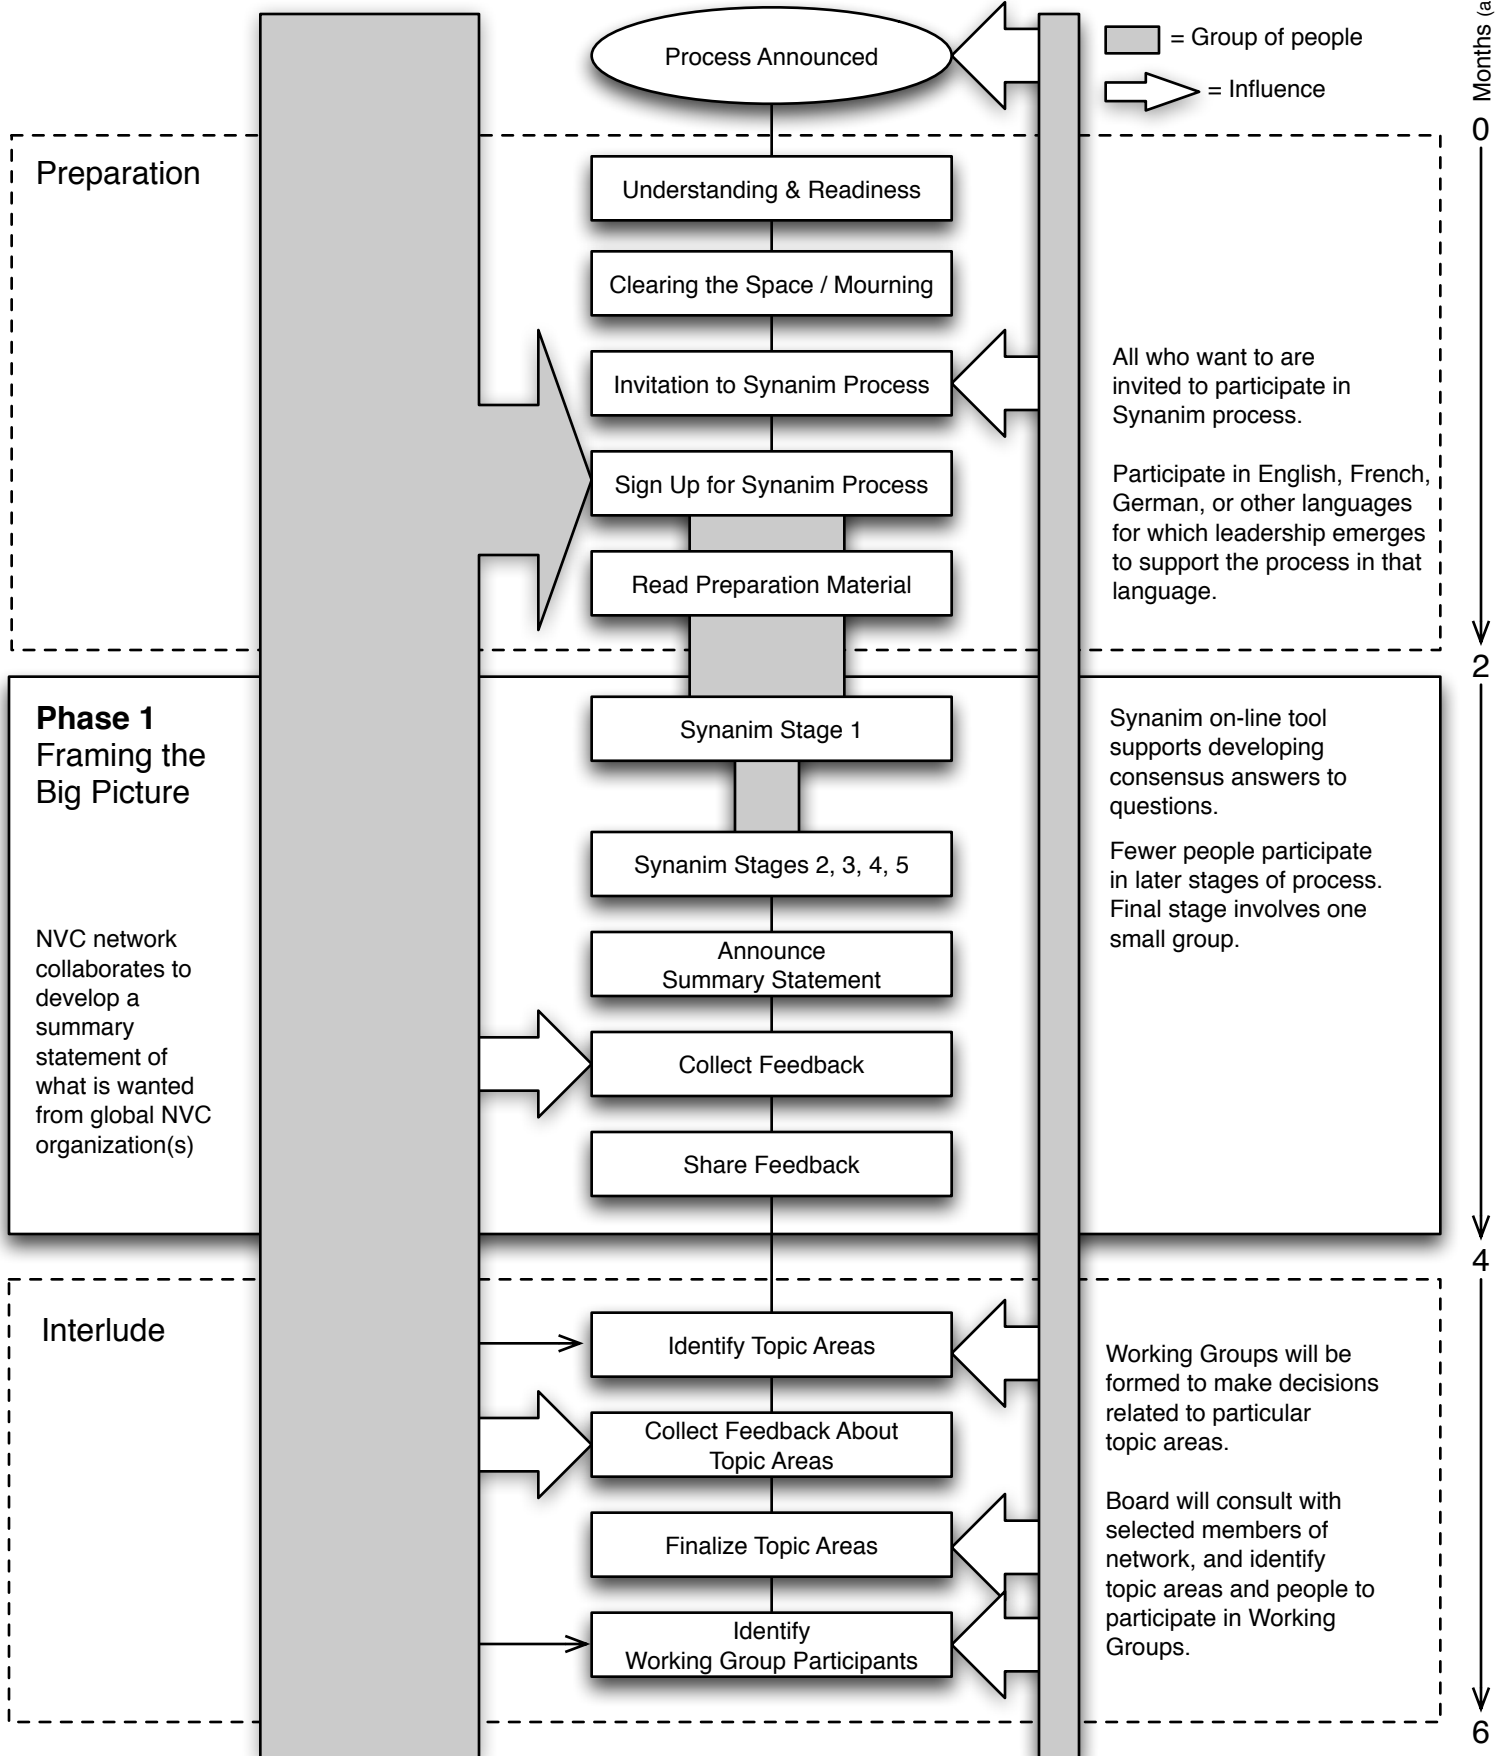 Process Announced
= Group of people
= Influence
Months (a
0
Preparation
Understanding & Readiness
Clearing the Space / Mourning
Invitation to Synanim Process
Sign Up for Synanim Process
Read Preparation Material
All who want to are
invited to participate in
Synanim process.
Participate in English, French,
German, or other languages
for which leadership emerges
to support the process in that
language.
2
Phase 1
Framing the
Big Picture
NVC network
collaborates to
develop a
summary
statement of
what is wanted
from global NVC
organization(s)
Synanim Stage 1
Synanim Stages 2, 3, 4, 5
Announce
Summary Statement
Collect Feedback
Share Feedback
Synanim on-line tool
supports developing
consensus answers to
questions.
Fewer people participate
in later stages of process.
Final stage involves one
small group.
4
Interlude
Identify Topic Areas
Collect Feedback About
Topic Areas
Finalize Topic Areas
Identify
Working Group Participants
Working Groups will be
formed to make decisions
related to particular
topic areas.
Board will consult with
selected members of
network, and identify
topic areas and people to
participate in Working
Groups.
6